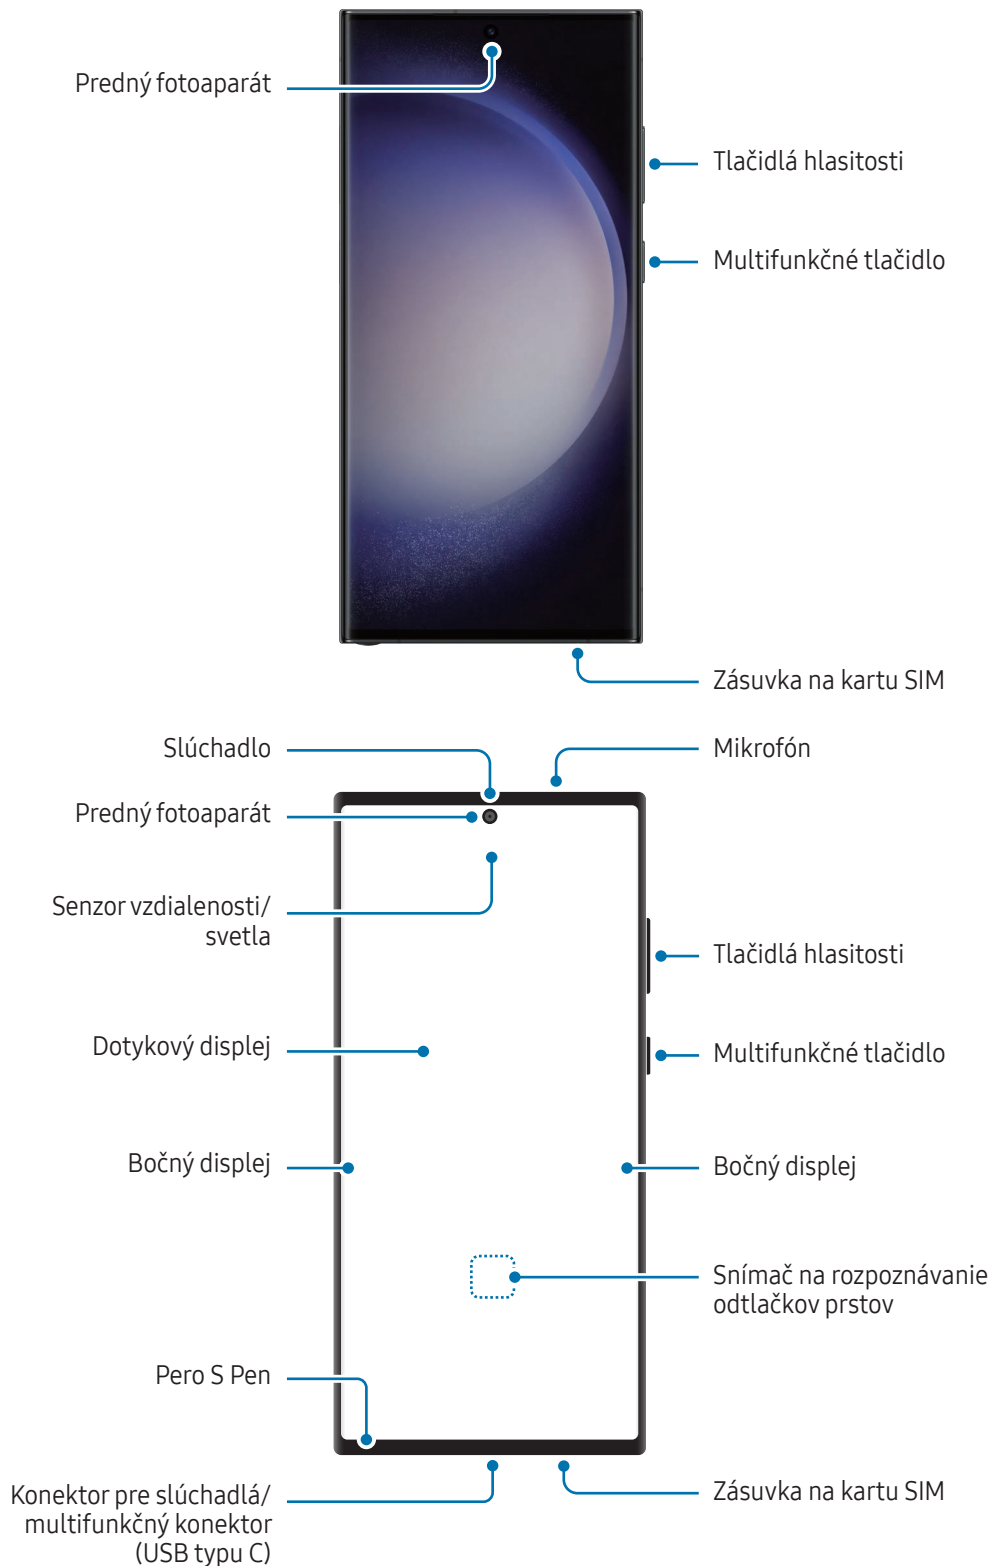 Predný fotoaparát
Tlačidlá hlasitosti
Multifunkčné tlačidlo
Zásuvka na kartu SIM
Slúchadlo
Mikrofón
Predný fotoaparát
Senzor vzdialenosti/
svetla
Tlačidlá hlasitosti
Dotykový displej
Multifunkčné tlačidlo
Bočný displej
Bočný displej
Snímač na rozpoznávanie
odtlačkov prstov
Pero S Pen
Konektor pre slúchadlá/
multifunkčný konektor
(USB typu C)
Zásuvka na kartu SIM